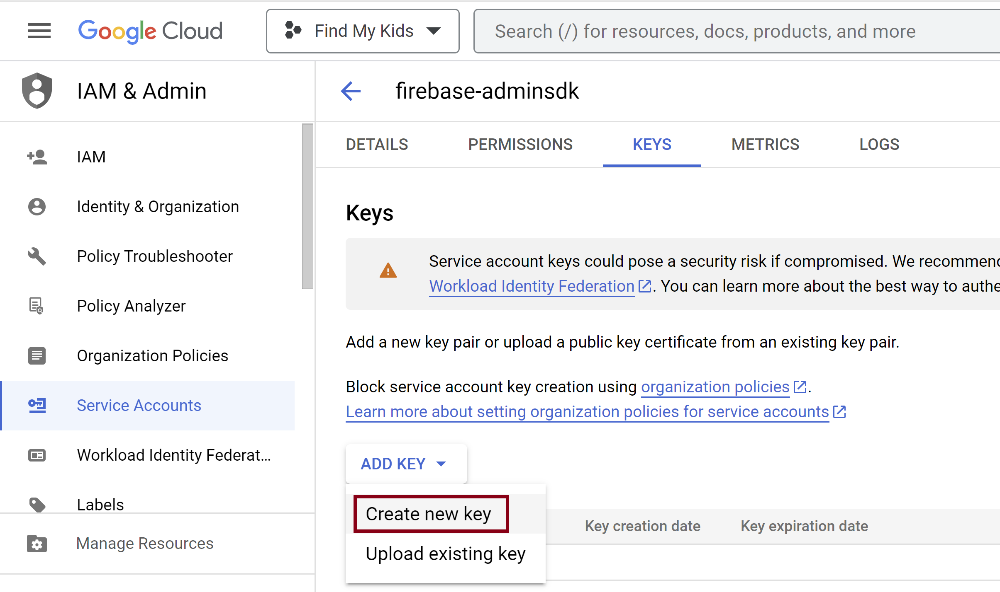 Google Cloud
Find My Kids
Search (/) for resources, docs, products, and more
IAM & Admin
IAM
Identity & Organization
Policy Troubleshooter
Policy Analyzer
Organization Policies
Service Accounts
Workload Identity Federat...
Labels
Manage Resources
firebase-adminsdk
DETAILS PERMISSIONS KEYS METRICS LOGS
Keys
Service account keys could pose a security risk if compromised. We recommend
Workload Identity Federation. You can learn more about the best way to authe
Add a new key pair or upload a public key certificate from an existing key pair.
Block service account key creation using organization policies.
Learn more about setting organization policies for service accounts
ADD KEY
Create new key
Upload existing key
Key creation date Key expiration date